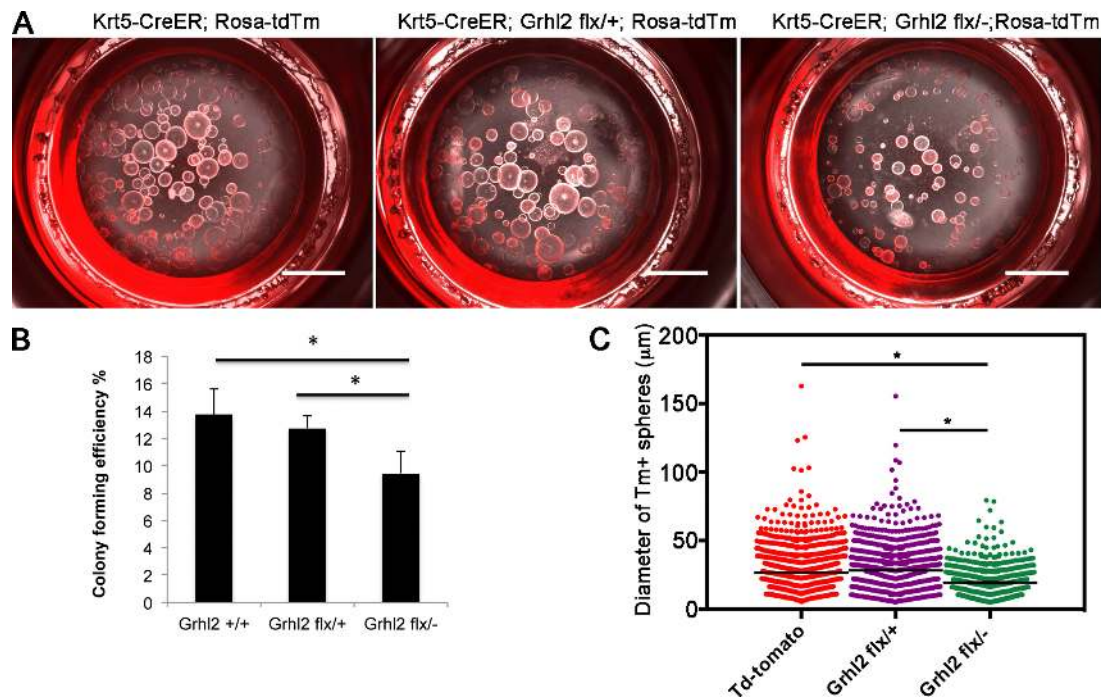 A
Krt5-CreER; Rosa-tdTm
Krt5-CreER; Grhl2 flx/+; Rosa-tdTm
Krt5-CreER; Grhl2 flx/-;Rosa-tdTm
B
Colony forming efficiency %
18
16
14
12
10
8
6
4
2
0
*
*
Grhl2 +/+
Grhl2 flx/+
Grhl2 flx/-
C
Diameter of Tm+ spheres (μm)
200
150
100
50
0
*
*
Td-tomato
Grhl2 flx/+
Grhl2 flx/-